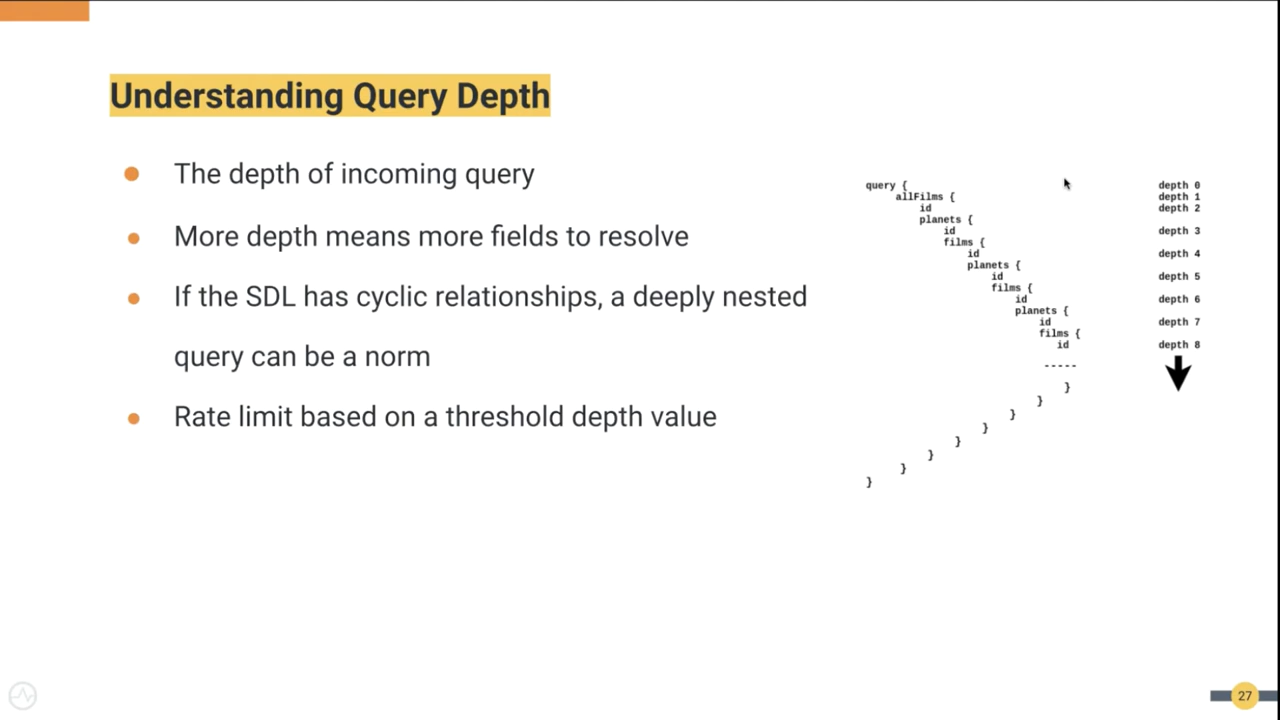 Understanding Query Depth
The depth of incoming query
More depth means more fields to resolve
If the SDL has cyclic relationships, a deeply nested
query can be a norm
Rate limit based on a threshold depth value
query {
allFilms {
id
planets {
id
films {
id
planets {
id
films {
id
planets {
id
films {
id
-----
}
}
}
}
}
}
}
}
depth 0
depth 1
depth 2
depth 3
depth 4
depth 5
depth 6
depth 7
depth 8
27